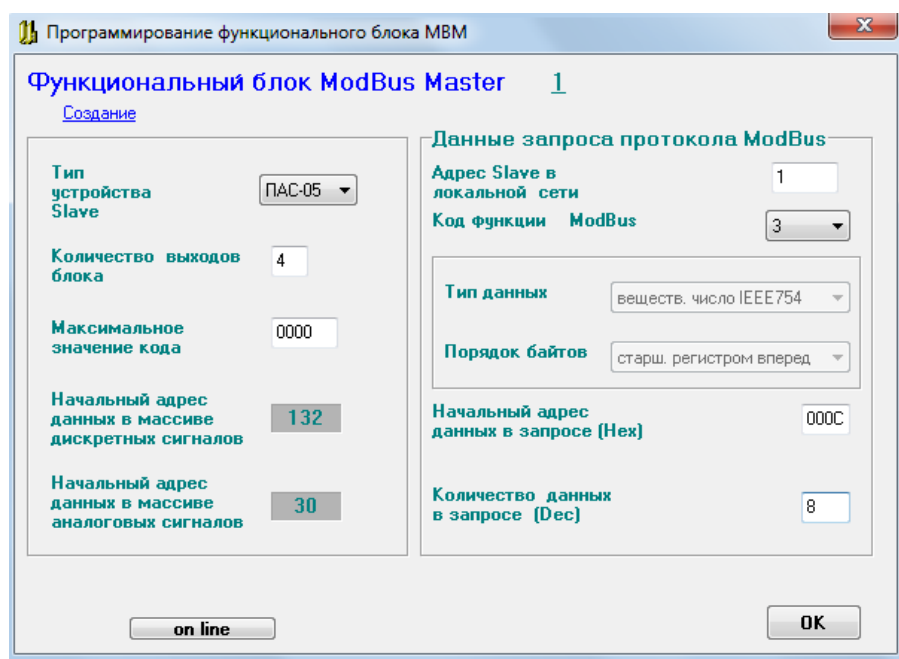 Программирование функционального блока МВМ
Функциональный блок ModBus Master 1
Создание
Тип
устройства
Slave
ПАС-05
Количество выходов
блока
4
Максимальное
значение кода
0000
Начальный адрес
данных в массиве
дискретных сигналов
132
Начальный адрес
данных в массиве
аналоговых сигналов
30
Данные запроса протокола ModBus
Адрес Slave в
локальной сети
1
Код функции ModBus
3
Тип данных
веществ. число IEEE754
Порядок байтов
старш. регистром вперед
Начальный адрес
данных в запросе (Hex)
000C
Количество данных
в запросе (Dec)
8
on line
OK